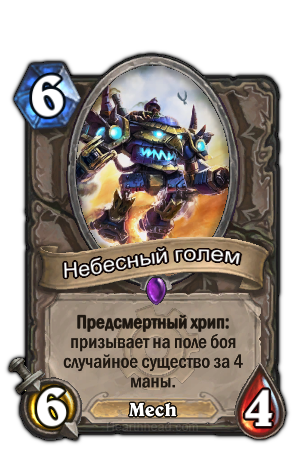 6
Небесный голем
Предсмертный хрип:
призывает на поле боя
случайное существо за 4
маны.
6
Mech
4